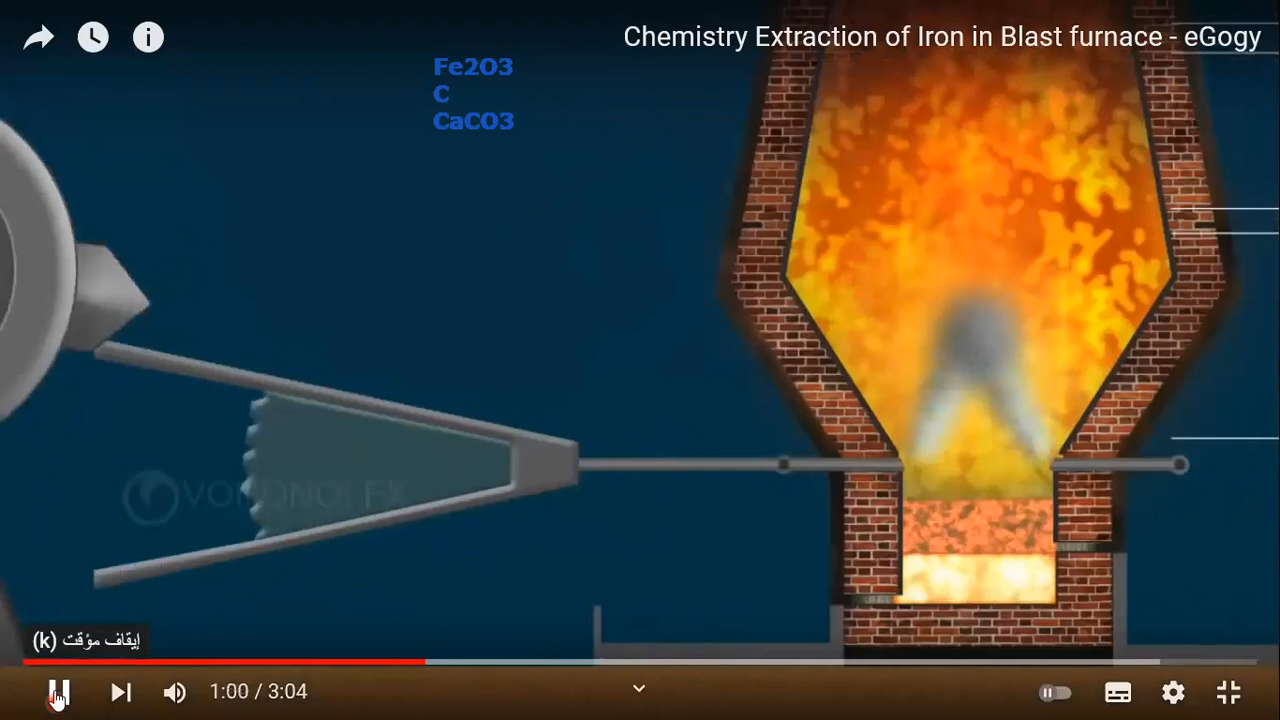 Chemistry Extraction of Iron in Blast furnace - eGogy
Fe2O3
C
CaCO3
إيقاف مؤقت (k)
1:00 / 3:04